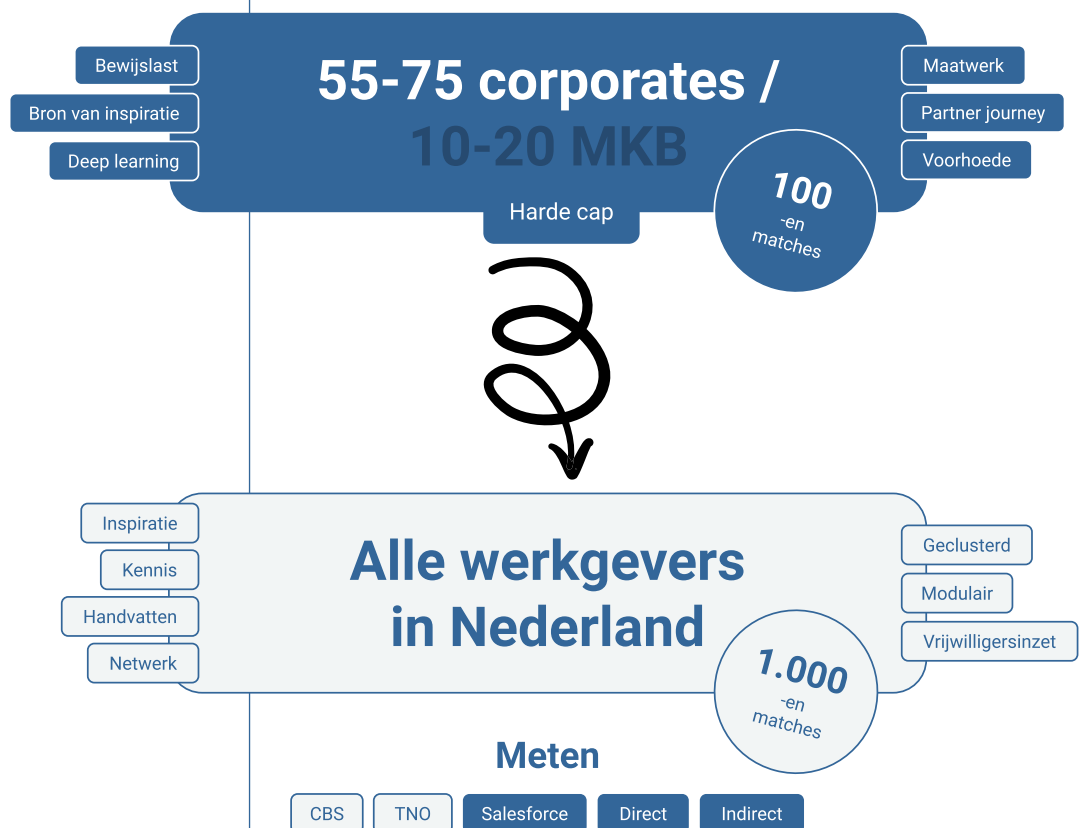 Bewijslast
Bron van inspiratie
Deep learning
55-75 corporates /
10-20 MKB
Harde cap
100
-en
matches
Maatwerk
Partner journey
Voorhoede
Inspiratie
Kennis
Handvatten
Netwerk
Alle werkgevers
in Nederland
1.000
-en
matches
Geclusterd
Modulair
Vrijwilligersinzet
Meten
CBS
TNO
Salesforce
Direct
Indirect